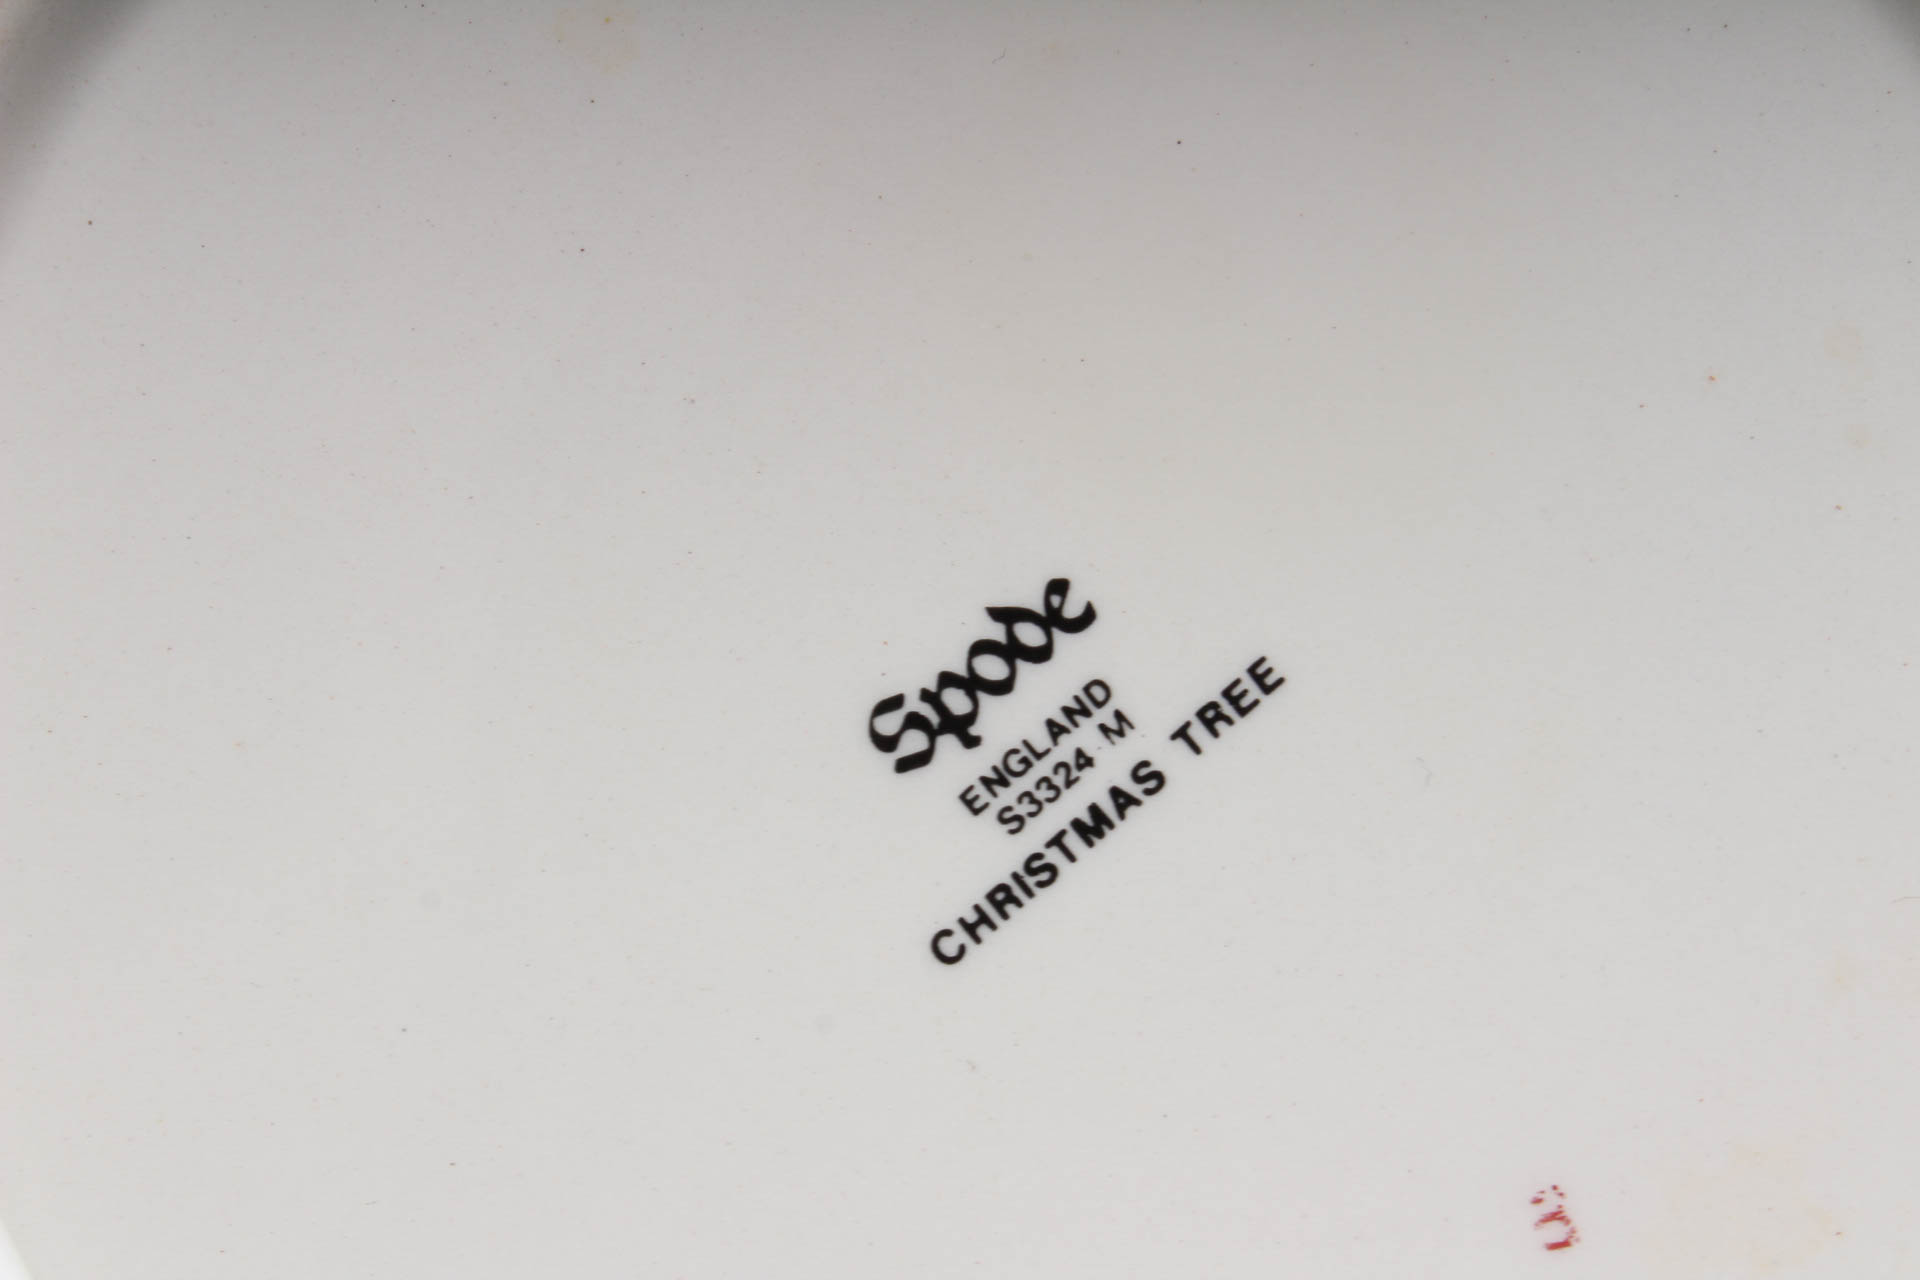 Spode
ENGLAND
S3324 M
CHRISTMAS TREE